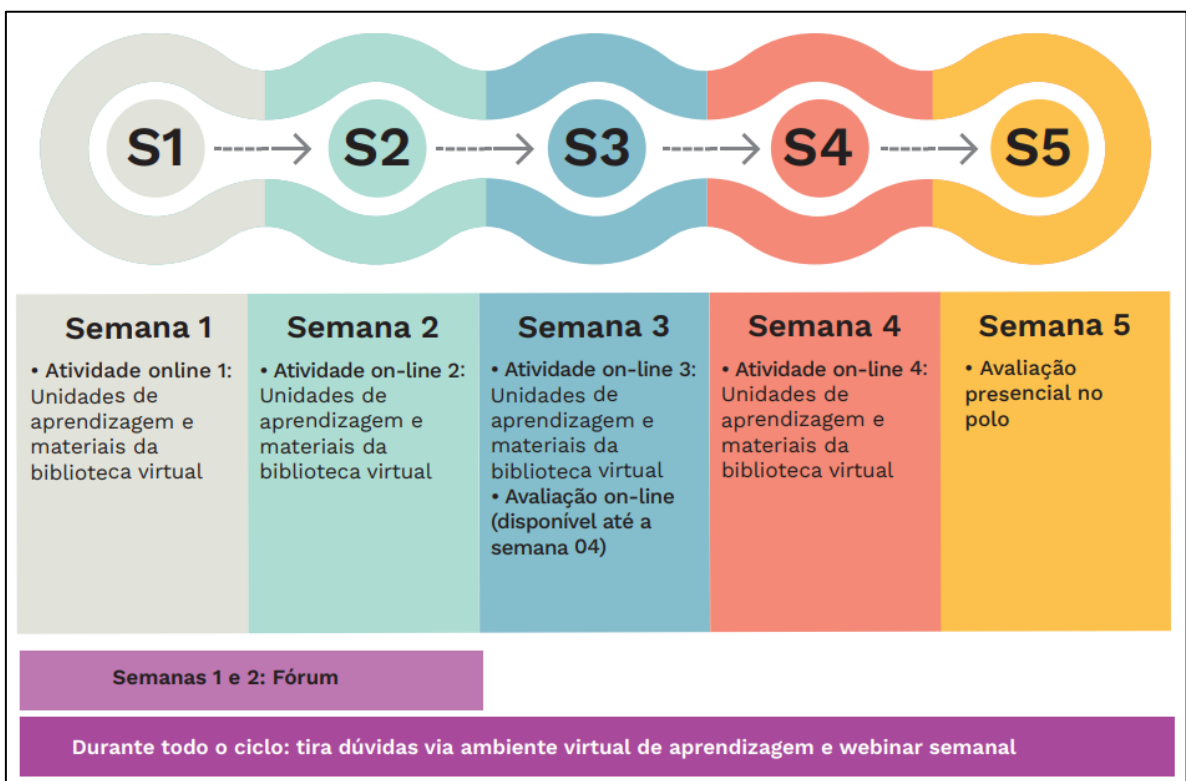 S1
S2
S3
S4
S5
Semana 1
• Atividade online 1:
Unidades de
aprendizagem e
materiais da
biblioteca virtual
Semana 2
• Atividade on-line 2:
Unidades de
aprendizagem e
materiais da
biblioteca virtual
Semana 3
• Atividade on-line 3:
Unidades de
aprendizagem e
materiais da
biblioteca virtual
• Avaliação on-line
(disponível até a
semana 04)
Semana 4
• Atividade on-line 4:
Unidades de
aprendizagem e
materiais da
biblioteca virtual
Semana 5
• Avaliação
presencial no
polo
Semanas 1 e 2: Fórum
Durante todo o ciclo: tira dúvidas via ambiente virtual de aprendizagem e webinar semanal